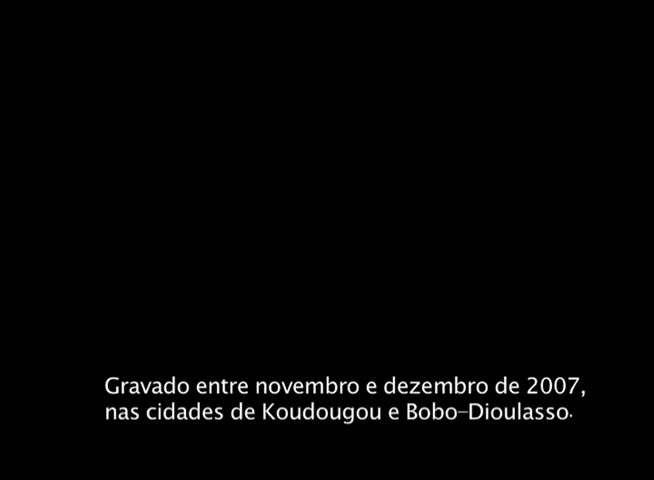 Gravado entre novembro e dezembro de 2007,
nas cidades de Koudougou e Bobo-Dioulasso.